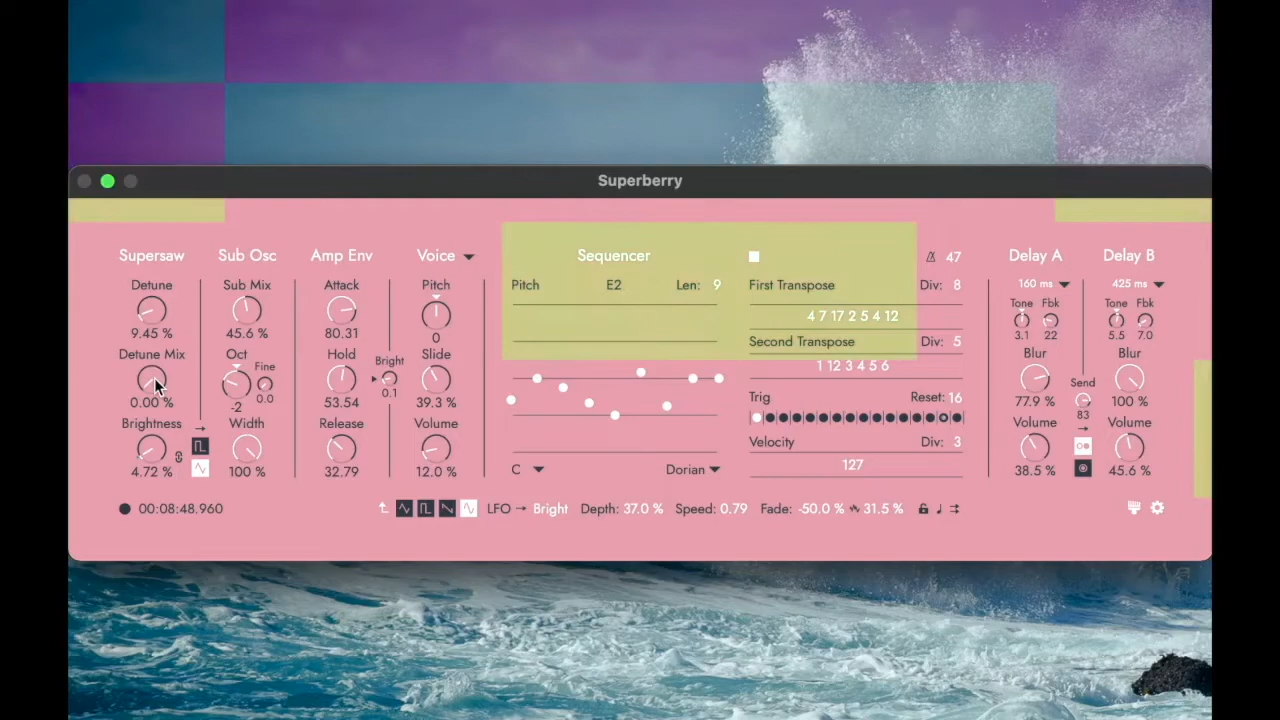 Superberry
Supersaw Sub Osc Amp Env Voice Sequencer 47 Delay A Delay B
Detune Sub Mix Attack Pitch Pitch E2 Len: 9 First Transpose Div: 8 160 ms 425 ms
9.45 % 45.6 % 80.31 0 4 7 17 2 5 4 12 Tone Fbk Tone Fbk
3.1 22 5.5 7.0
Detune Mix Oct Fine Hold Bright Slide Second Transpose Div: 5 Blur Blur
0.00 % -2 0.0 53.54 0.1 39.3 % 1 12 3 4 5 6 77.9 % Send 83 100 %
Trig Reset: 16
Brightness Width Release Volume Velocity Div: 3 Volume Volume
4.72 % 100 % 32.79 12.0 % C Dorian 127 38.5 % 45.6 %
00:08:48.960 LFO → Bright Depth: 37.0 % Speed: 0.79 Fade: -50.0 % 31.5 %